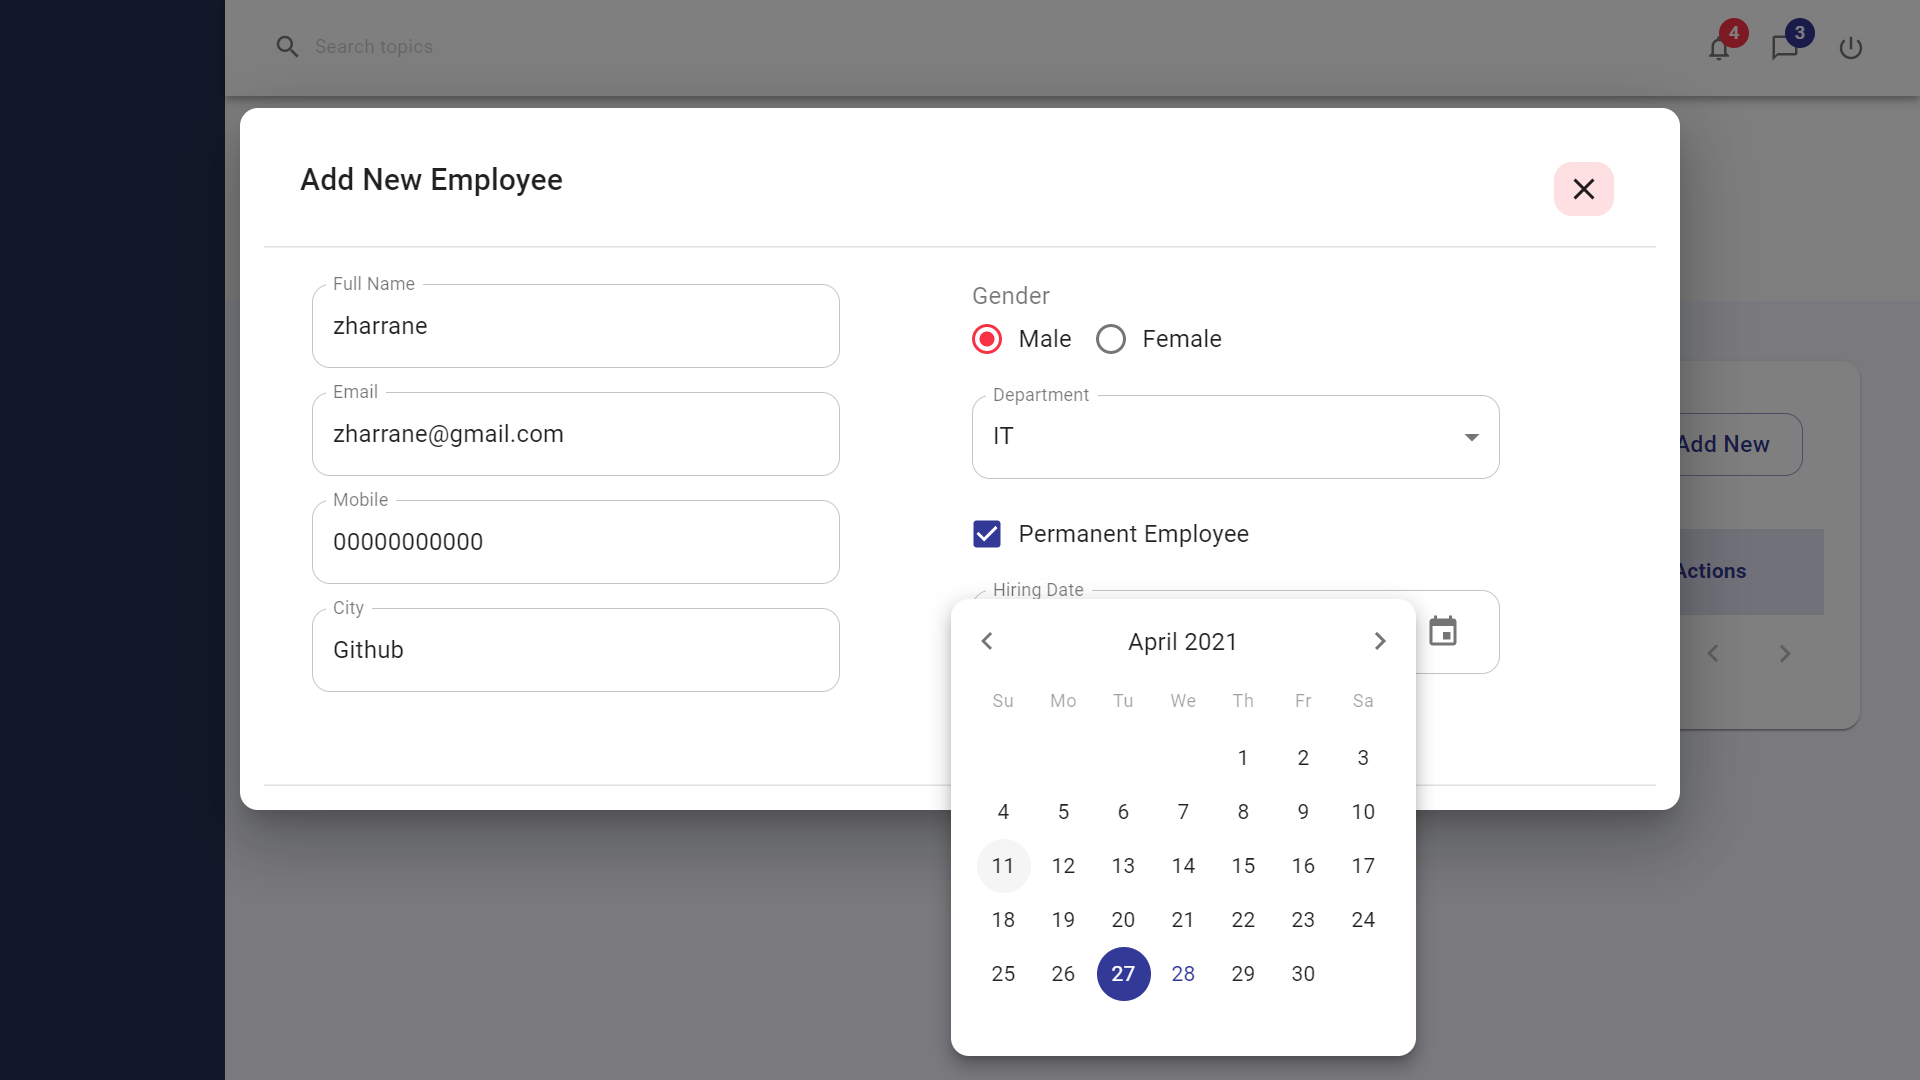 Search topics
4
3
Add New Employee
Full Name
zharrane
Email
zharrane@gmail.com
Mobile
00000000000
City
Github
Gender
Male
Female
Department
IT
Permanent Employee
Hiring Date
April 2021
Su Mo Tu We Th Fr Sa
1 2 3
4 5 6 7 8 9 10
11 12 13 14 15 16 17
18 19 20 21 22 23 24
25 26 27 28 29 30
Add New
Actions